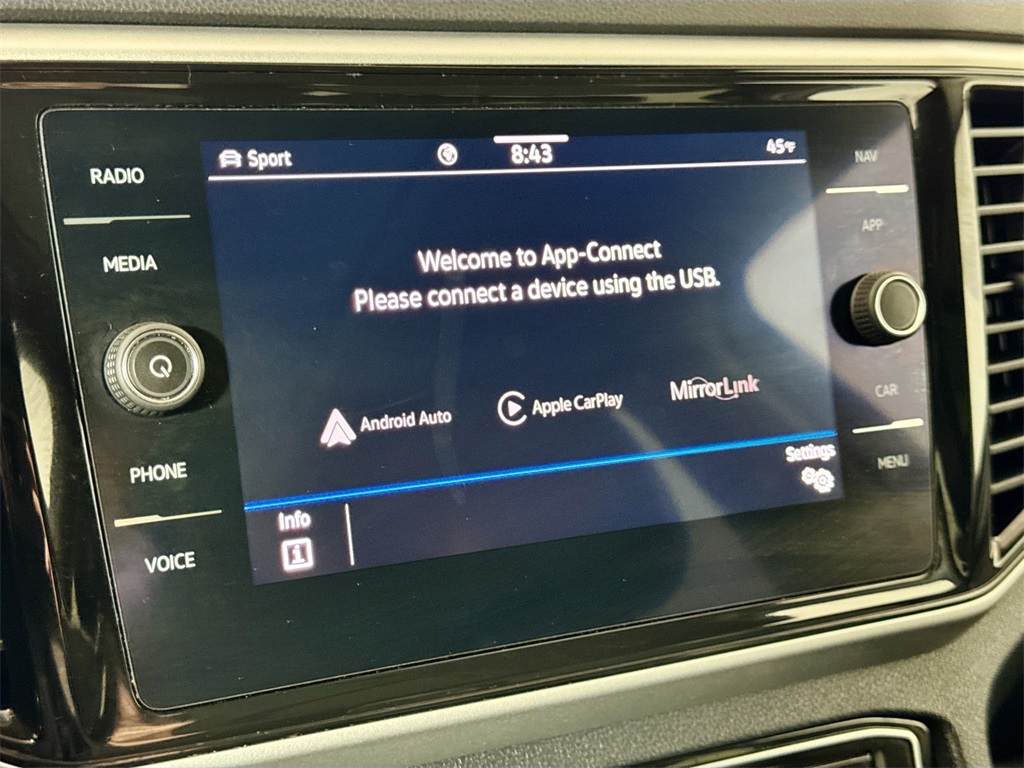 RADIO
MEDIA
PHONE
VOICE
Sport
8:43
45°F
Welcome to App-Connect
Please connect a device using the USB.
Android Auto
Apple CarPlay
MirrorLink
Settings
Info
i
NAV
APP
CAR
MENU